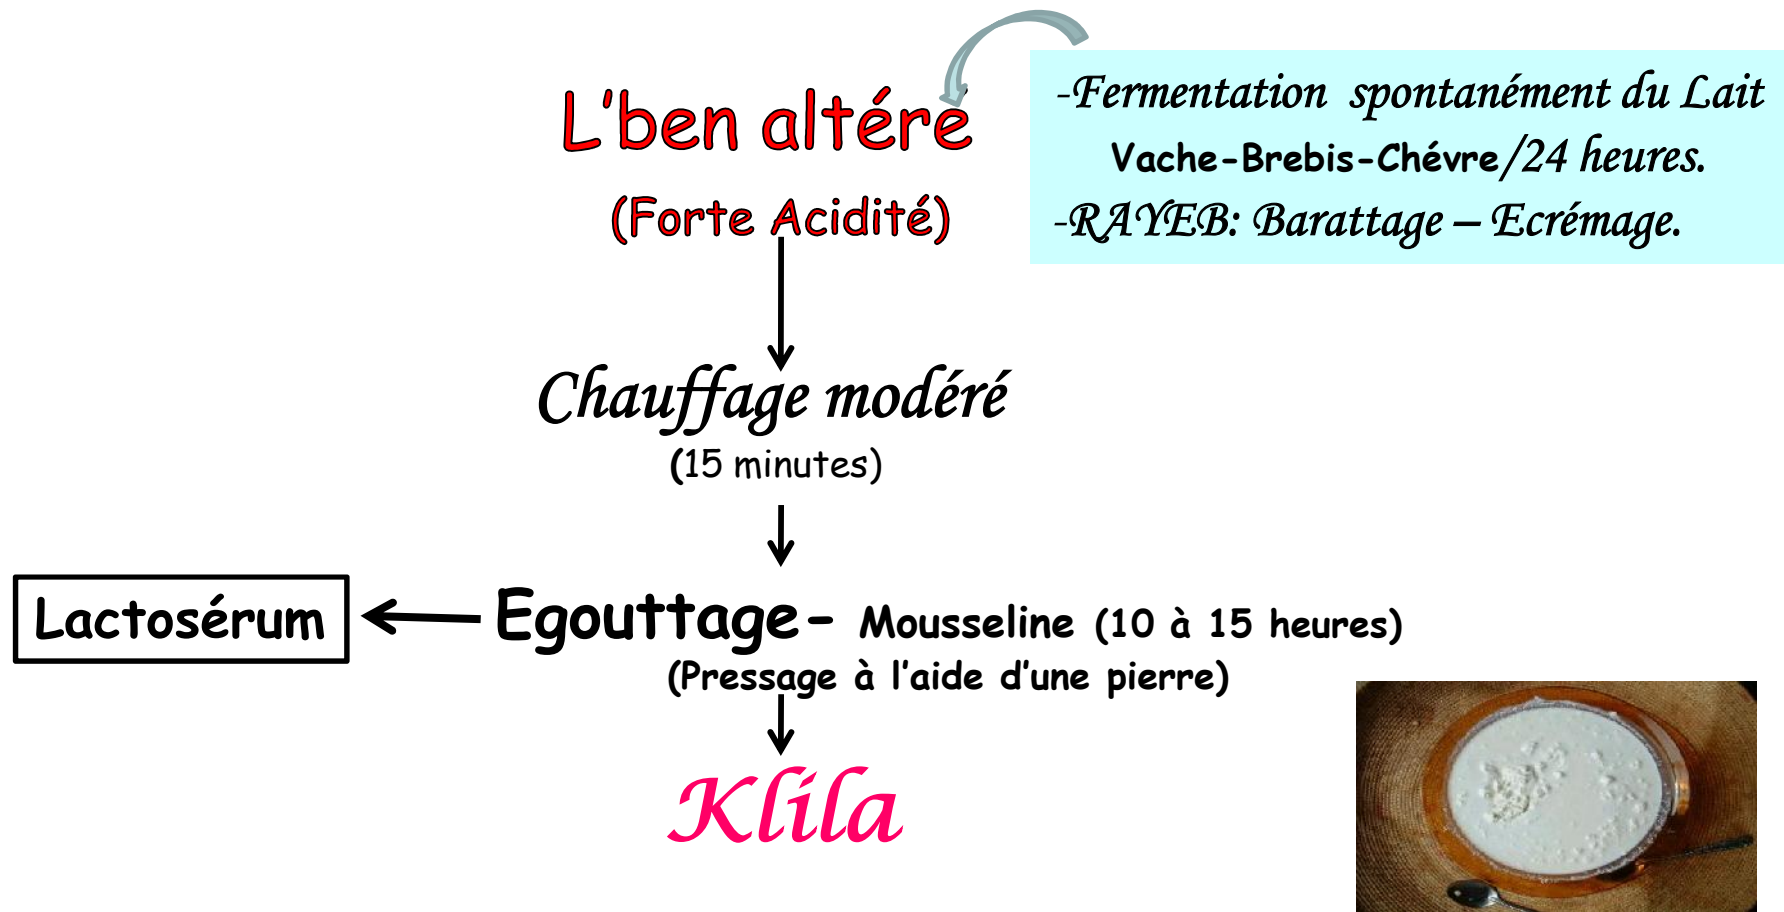 L'ben altéré
(Forte Acidité)
-Fermentation spontanément du Lait
Vache-Brebis-Chévre/24 heures.
-RAYEB: Barattage – Ecrémage.
Chauffage modéré
(15 minutes)
Lactosérum
Egouttage- Mousseline (10 à 15 heures)
(Pressage à l'aide d'une pierre)
Klila